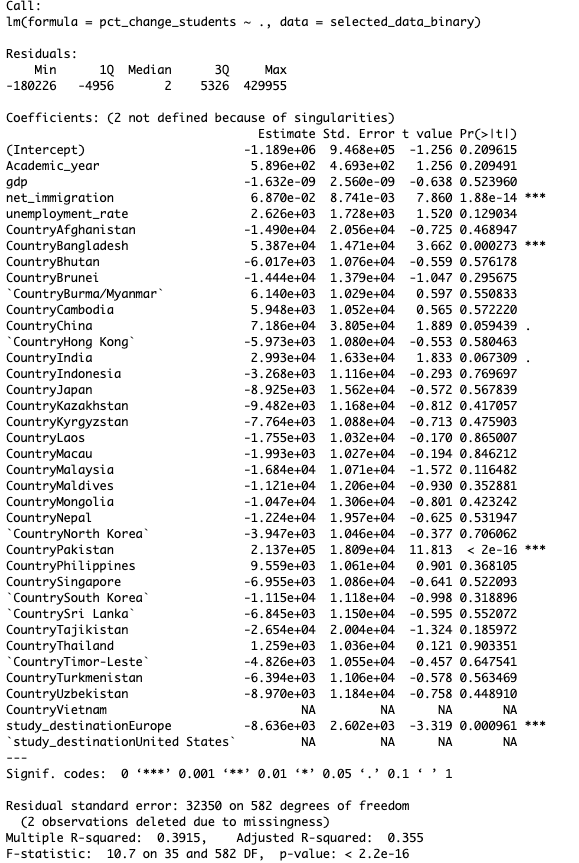 Call:
lm(formula = pct_change_students ~ ., data = selected_data_binary)

Residuals:
    Min      1Q  Median      3Q     Max
-180226   -4956       2    5326  429955

Coefficients: (2 not defined because of singularities)
                                Estimate Std. Error t value Pr(>|t|)
(Intercept)                   -1.189e+06  9.468e+05  -1.256 0.209615
Academic_year                  5.896e+02  4.693e+02   1.256 0.209491
gdp                           -1.632e-09  2.560e-09  -0.638 0.523960
net_immigration                6.870e-02  8.741e-03   7.860 1.88e-14 ***
unemployment_rate              2.626e+03  1.728e+03   1.520 0.129034
CountryAfghanistan            -1.490e+04  2.056e+04  -0.725 0.468947
CountryBangladesh              5.387e+04  1.471e+04   3.662 0.000273 ***
CountryBhutan                 -6.017e+03  1.076e+04  -0.559 0.576178
CountryBrunei                 -1.444e+04  1.379e+04  -1.047 0.295675
`CountryBurma/Myanmar`         6.140e+03  1.029e+04   0.597 0.550833
CountryCambodia                5.948e+03  1.052e+04   0.565 0.572220
CountryChina                   7.186e+04  3.805e+04   1.889 0.059439 .
`CountryHong Kong`            -5.973e+03  1.080e+04  -0.553 0.580463
CountryIndia                   2.993e+04  1.633e+04   1.833 0.067309 .
CountryIndonesia              -3.268e+03  1.116e+04  -0.293 0.769697
CountryJapan                  -8.925e+03  1.562e+04  -0.572 0.567839
CountryKazakhstan             -9.482e+03  1.168e+04  -0.812 0.417057
CountryKyrgyzstan             -7.764e+03  1.088e+04  -0.713 0.475903
CountryLaos                   -1.755e+03  1.032e+04  -0.170 0.865007
CountryMacau                  -1.993e+03  1.027e+04  -0.194 0.846212
CountryMalaysia               -1.684e+04  1.071e+04  -1.572 0.116482
CountryMaldives               -1.121e+04  1.206e+04  -0.930 0.352881
CountryMongolia               -1.047e+04  1.306e+04  -0.801 0.423242
CountryNepal                  -1.224e+04  1.957e+04  -0.625 0.531947
`CountryNorth Korea`          -3.947e+03  1.046e+04  -0.377 0.706062
CountryPakistan                2.137e+05  1.809e+04  11.813  < 2e-16 ***
CountryPhilippines             9.559e+03  1.061e+04   0.901 0.368105
CountrySingapore              -6.955e+03  1.086e+04  -0.641 0.522093
`CountrySouth Korea`          -1.115e+04  1.118e+04  -0.998 0.318896
`CountrySri Lanka`            -6.845e+03  1.150e+04  -0.595 0.552072
CountryTajikistan             -2.654e+04  2.004e+04  -1.324 0.185972
CountryThailand                1.259e+03  1.036e+04   0.121 0.903351
`CountryTimor-Leste`          -4.826e+03  1.055e+04  -0.457 0.647541
CountryTurkmenistan           -6.394e+03  1.106e+04  -0.578 0.563469
CountryUzbekistan             -8.970e+03  1.184e+04  -0.758 0.448910
CountryVietnam                        NA         NA      NA       NA
study_destinationEurope       -8.636e+03  2.602e+03  -3.319 0.000961 ***
`study_destinationUnited States`      NA         NA      NA       NA
---
Signif. codes:  0 ‘***’ 0.001 ‘**’ 0.01 ‘*’ 0.05 ‘.’ 0.1 ‘ ’ 1

Residual standard error: 32350 on 582 degrees of freedom
  (2 observations deleted due to missingness)
Multiple R-squared:  0.3915,    Adjusted R-squared:  0.355
F-statistic:  10.7 on 35 and 582 DF,  p-value: < 2.2e-16